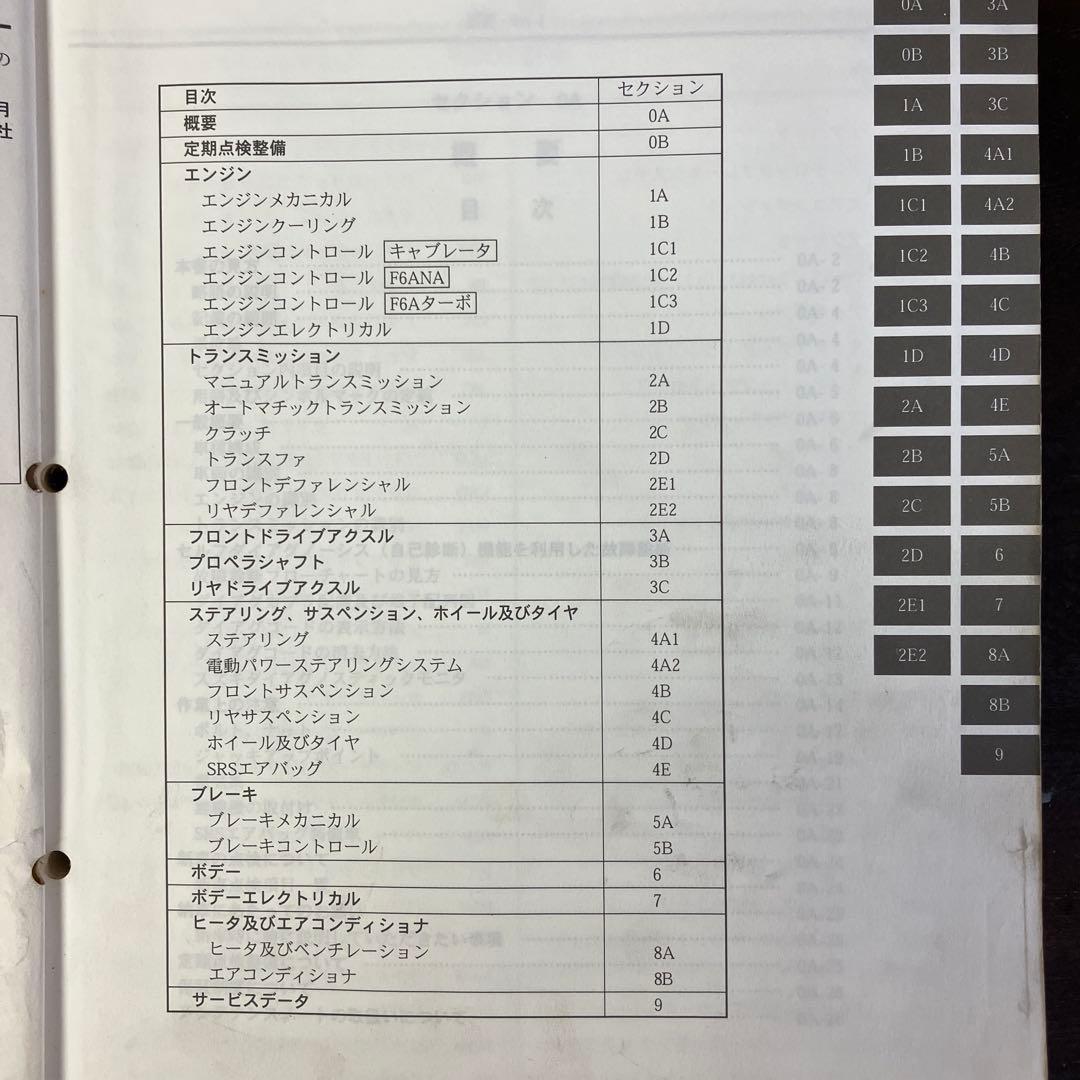 の
月
社
目次 セクション
概要 0A
定期点検整備 0B
エンジン
エンジンメカニカル 1A
エンジンクーリング 1B
エンジンコントロール キャブレータ 1C1
エンジンコントロール F6ANA 1C2
エンジンコントロール F6Aターボ 1C3
エンジンエレクトリカル 1D
トランスミッション
マニュアルトランスミッション 2A
オートマチックトランスミッション 2B
クラッチ 2C
トランスファ 2D
フロントデファレンシャル 2E1
リヤデファレンシャル 2E2
フロントドライブアクスル 3A
プロペラシャフト 3B
リヤドライブアクスル 3C
ステアリング、サスペンション、ホイール及びタイヤ
ステアリング 4A1
電動パワーステアリングシステム 4A2
フロントサスペンション 4B
リヤサスペンション 4C
ホイール及びタイヤ 4D
SRSエアバッグ 4E
ブレーキ
ブレーキメカニカル 5A
ブレーキコントロール 5B
ボデー 6
ボデーエレクトリカル 7
ヒータ及びエアコンディショナ
ヒータ及びベンチレーション 8A
エアコンディショナ 8B
サービスデータ 9
0A 3A
0B 3B
1A 3C
1B 4A1
1C1 4A2
1C2 4B
1C3 4C
1D 4D
2A 4E
2B 5A
2C 5B
2D 6
2E1 7
2E2 8A
8B
9